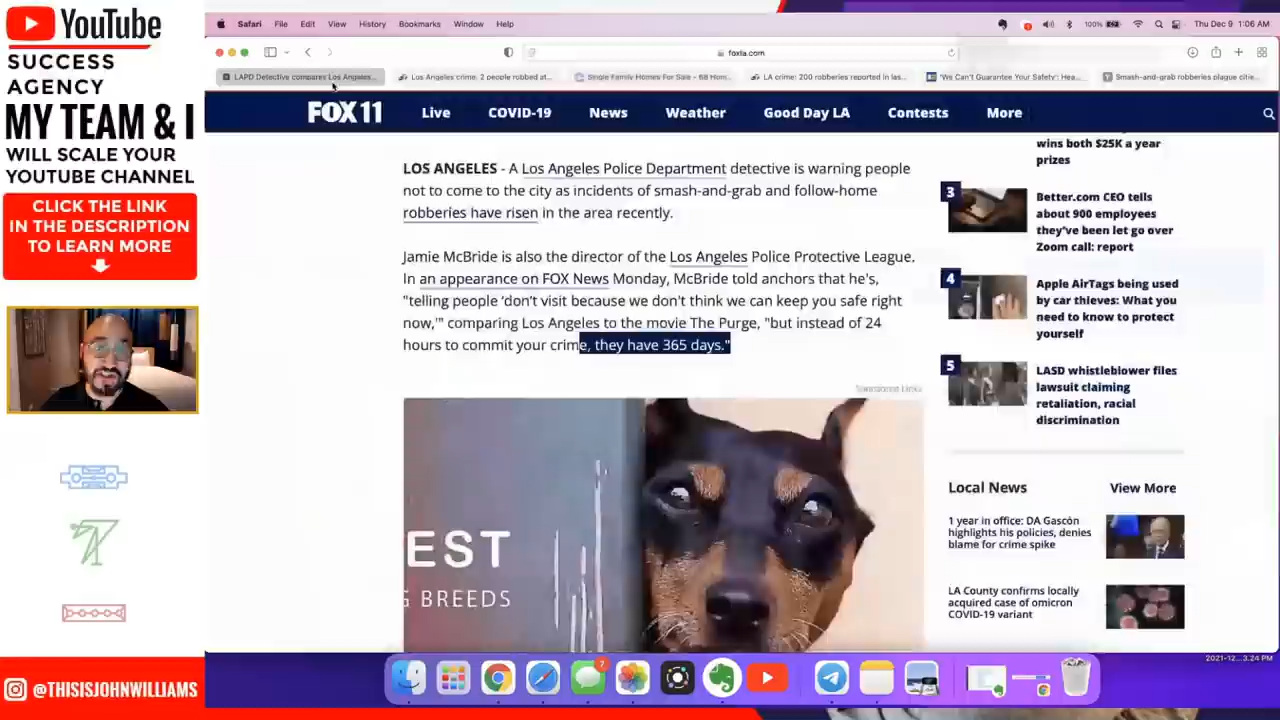 YouTube
SUCCESS
AGENCY
MY TEAM & I
WILL SCALE YOUR
YOUTUBE CHANNEL
CLICK THE LINK
IN THE DESCRIPTION
TO LEARN MORE
@THISISJOHNWILLIAMS
Safari File Edit View History Bookmarks Window Help
100% Thu Dec 9 1:06 AM
foxla.com
LAPD Detective compares Los Angeles...
Los Angeles crime: 2 people robbed at...
Single Family Homes For Sale - 68 Hom...
LA crime: 200 robberies reported in las...
'We Can't Guarantee Your Safety': Hea...
Smash-and-grab robberies plague citie...
FOX 11 Live COVID-19 News Weather Good Day LA Contests More
LOS ANGELES - A Los Angeles Police Department detective is warning people
not to come to the city as incidents of smash-and-grab and follow-home
robberies have risen in the area recently.
Jamie McBride is also the director of the Los Angeles Police Protective League.
In an appearance on FOX News Monday, McBride told anchors that he's,
"telling people 'don't visit because we don't think we can keep you safe right
now,'" comparing Los Angeles to the movie The Purge, "but instead of 24
hours to commit your crime, they have 365 days."
Sponsored Links
EST
G BREEDS
wins both $25K a year
prizes
3
Better.com CEO tells
about 900 employees
they've been let go over
Zoom call: report
4
Apple AirTags being used
by car thieves: What you
need to know to protect
yourself
5
LASD whistleblower files
lawsuit claiming
retaliation, racial
discrimination
Local News View More
1 year in office: DA Gascón
highlights his policies, denies
blame for crime spike
LA County confirms locally
acquired case of omicron
COVID-19 variant
7
2021-12...3.24 PM